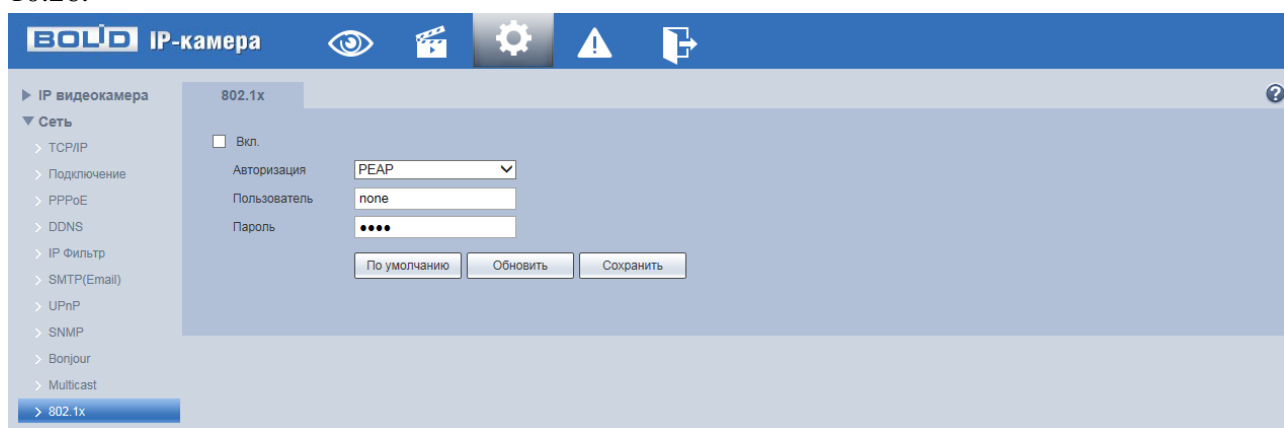 BOLID IP-камера
IP видеокамера
Сеть
TCP/IP
Подключение
PPPoE
DDNS
IP Фильтр
SMTP(Email)
UPnP
SNMP
Bonjour
Multicast
802.1x
802.1x
?
Вкл.
Авторизация PEAP
Пользователь none
Пароль ●●●●
По умолчанию Обновить Сохранить